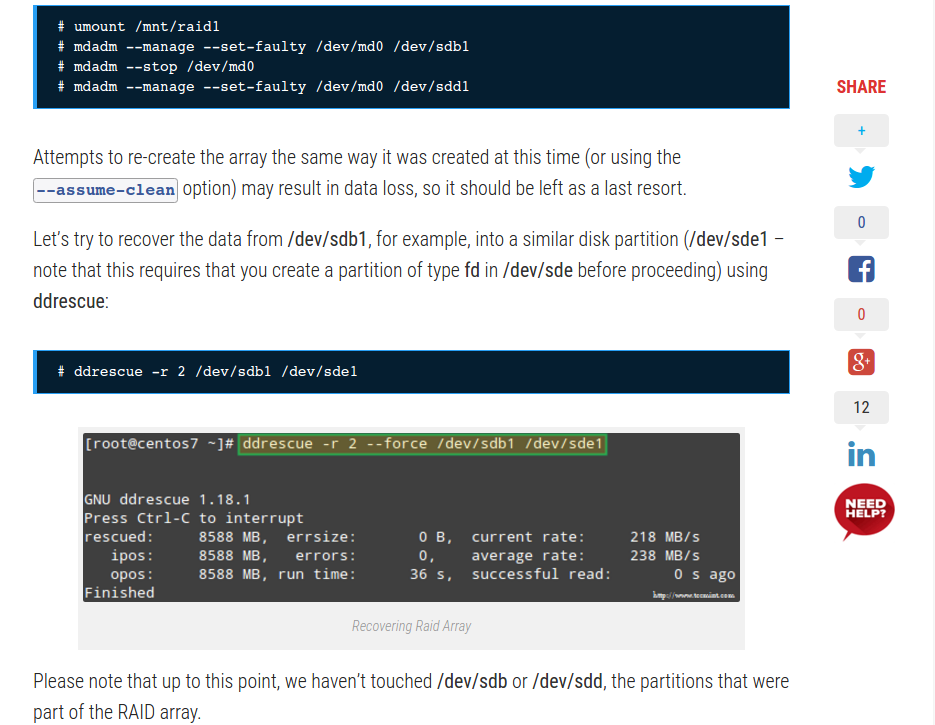 # umount /mnt/raid1
# mdadm --manage --set-faulty /dev/md0 /dev/sdb1
# mdadm --stop /dev/md0
# mdadm --manage --set-faulty /dev/md0 /dev/sdd1
Attempts to re-create the array the same way it was created at this time (or using the
--assume-clean option) may result in data loss, so it should be left as a last resort.
Let's try to recover the data from /dev/sdb1, for example, into a similar disk partition (/dev/sde1 –
note that this requires that you create a partition of type fd in /dev/sde before proceeding) using
ddrescue:
# ddrescue -r 2 /dev/sdb1 /dev/sde1
[root@centos7 ~]# ddrescue -r 2 --force /dev/sdb1 /dev/sde1
GNU ddrescue 1.18.1
Press Ctrl-C to interrupt
rescued: 8588 MB, errsize: 0 B, current rate: 218 MB/s
ipos: 8588 MB, errors: 0, average rate: 238 MB/s
opos: 8588 MB, run time: 36 s, successful read: 0 s ago
Finished
http://www.tecmint.com
Recovering Raid Array
Please note that up to this point, we haven't touched /dev/sdb or /dev/sdd, the partitions that were
part of the RAID array.
SHARE
+
0
f
0
g+
12
in
NEED
HELP?